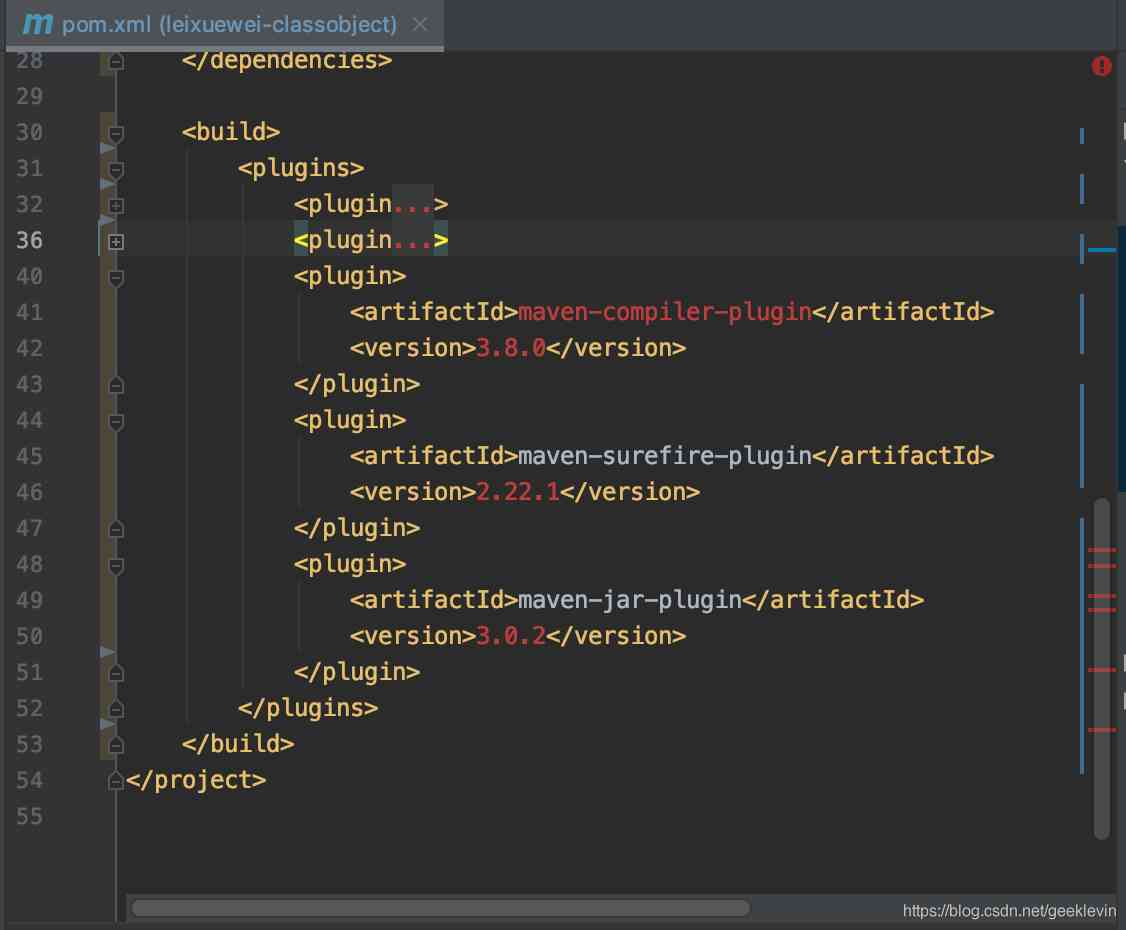 m pom.xml (leixuewei-classobject) ×
28 </dependencies>
29
30 <build>
31 <plugins>
32 <plugin...>
36 <plugin...>
40 <plugin>
41 <artifactId>maven-compiler-plugin</artifactId>
42 <version>3.8.0</version>
43 </plugin>
44 <plugin>
45 <artifactId>maven-surefire-plugin</artifactId>
46 <version>2.22.1</version>
47 </plugin>
48 <plugin>
49 <artifactId>maven-jar-plugin</artifactId>
50 <version>3.0.2</version>
51 </plugin>
52 </plugins>
53 </build>
54 </project>
55
https://blog.csdn.net/geeklevin